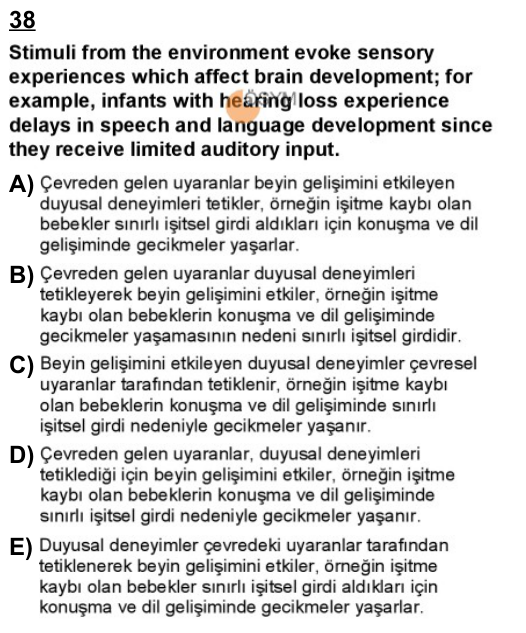 38
Stimuli from the environment evoke sensory
experiences which affect brain development; for
example, infants with hearing loss experience
delays in speech and language development since
they receive limited auditory input.
A) Çevreden gelen uyaranlar beyin gelişimini etkileyen
duyusal deneyimleri tetikler, örneğin işitme kaybı olan
bebekler sınırlı işitsel girdi aldıkları için konuşma ve dil
gelişiminde gecikmeler yaşarlar.
B) Çevreden gelen uyaranlar duyusal deneyimleri
tetikleyerek beyin gelişimini etkiler, örneğin işitme
kaybı olan bebeklerin konuşma ve dil gelişiminde
gecikmeler yaşamasının nedeni sınırlı işitsel girdidir.
C) Beyin gelişimini etkileyen duyusal deneyimler çevresel
uyaranlar tarafından tetiklenir, örneğin işitme kaybı
olan bebeklerin konuşma ve dil gelişiminde sınırlı
işitsel girdi nedeniyle gecikmeler yaşanır.
D) Çevreden gelen uyaranlar, duyusal deneyimleri
tetiklediği için beyin gelişimini etkiler, örneğin işitme
kaybı olan bebeklerin konuşma ve dil gelişiminde
sınırlı işitsel girdi nedeniyle gecikmeler yaşanır.
E) Duyusal deneyimler çevredeki uyaranlar tarafından
tetiklenerek beyin gelişimini etkiler, örneğin işitme
kaybı olan bebekler sınırlı işitsel girdi aldıkları için
konuşma ve dil gelişiminde gecikmeler yaşarlar.